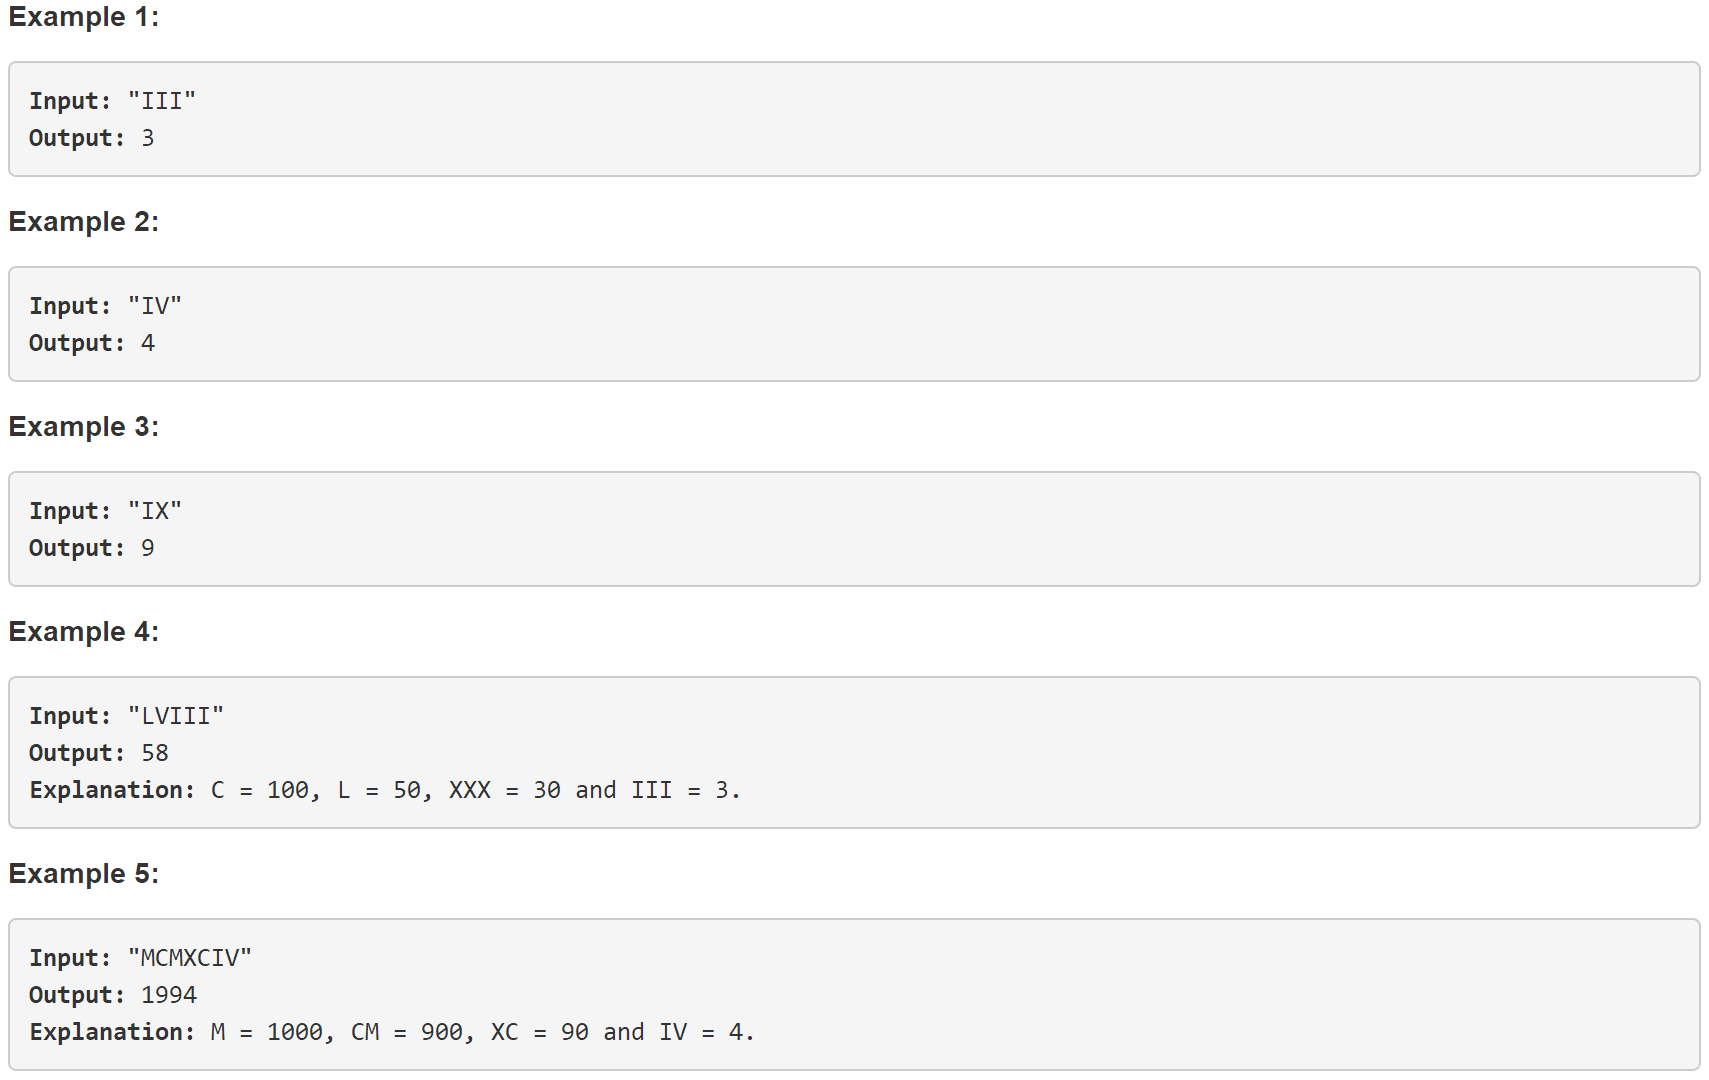 Example 1:
Input: "III"
Output: 3
Example 2:
Input: "IV"
Output: 4
Example 3:
Input: "IX"
Output: 9
Example 4:
Input: "LVIII"
Output: 58
Explanation: C = 100, L = 50, XXX = 30 and III = 3.
Example 5:
Input: "MCMXCIV"
Output: 1994
Explanation: M = 1000, CM = 900, XC = 90 and IV = 4.